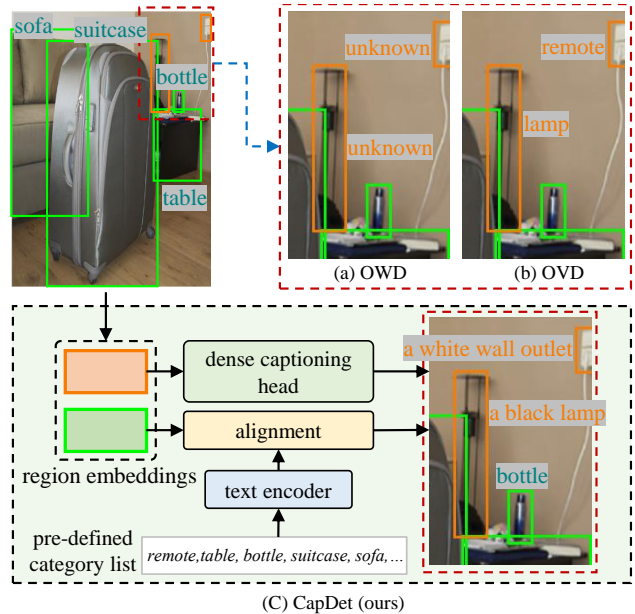 sofa
suitcase
bottle
table
unknown
unknown
(a) OWD
remote
lamp
(b) OVD
dense captioning
head
alignment
region embeddings
text encoder
pre-defined
category list
remote,table, bottle, suitcase, sofa,...
a white wall outlet
a black lamp
bottle
(C) CapDet (ours)